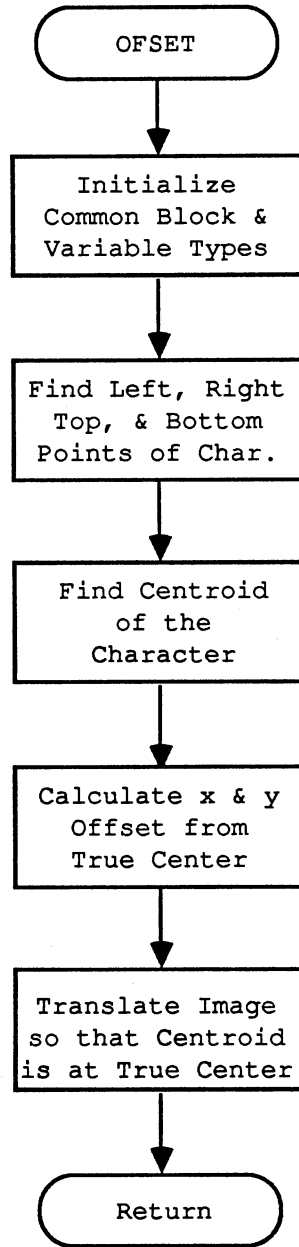 OFSET
Initialize
Common Block &
Variable Types
Find Left, Right
Top, & Bottom
Points of Char.
Find Centroid
of the
Character
Calculate x & y
Offset from
True Center
Translate Image
so that Centroid
is at True Center
Return